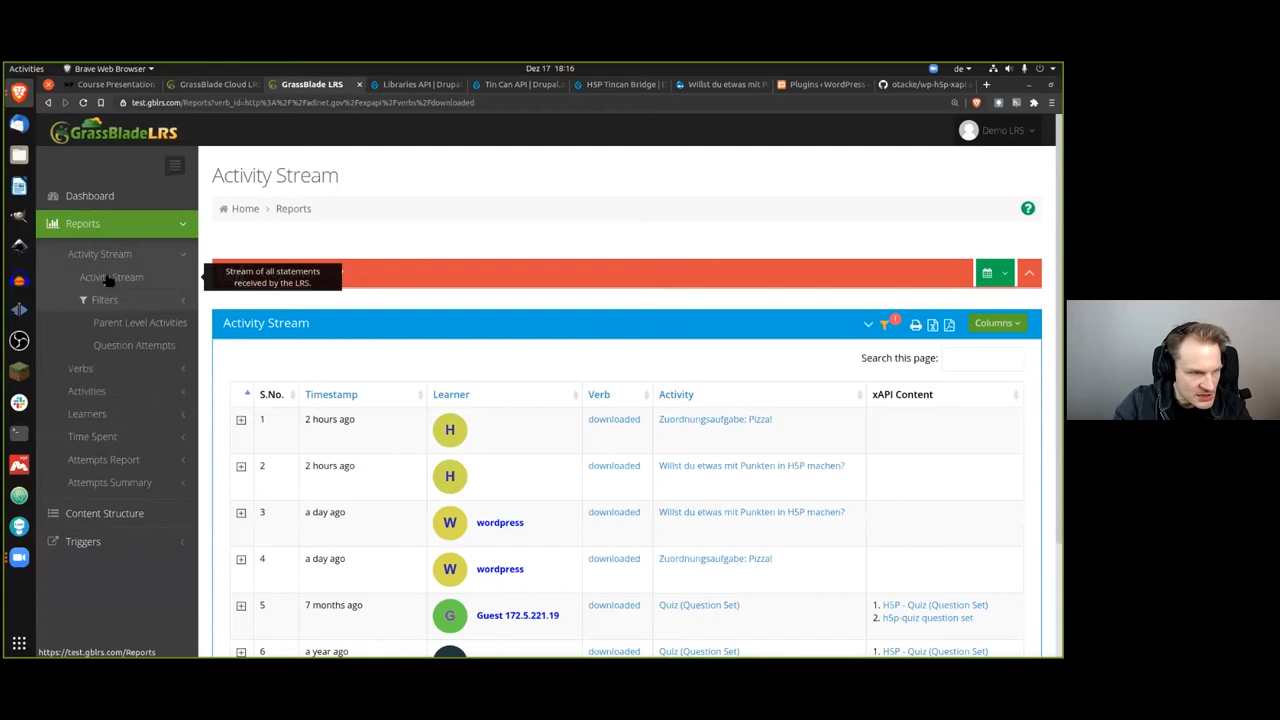 Activities
Brave Web Browser
Dez 17 18:16
de
Course Presentation
GrassBlade Cloud LR
GrassBlade LRS
Libraries API | Drupal
Tin Can API | Drupal.
H5P Tincan Bridge | D
Willst du etwas mit P
Plugins ‹ WordPress
otacke/wp-h5p-xapi
test.gblrs.com/Reports?verb_id=http%3A%2F%2Fadlnet.gov%2Fexpapi%2Fverbs%2Fdownloaded
GrassBladeLRS
Demo LRS
Dashboard
Reports
Activity Stream
Activity Stream
Filters
Parent Level Activities
Question Attempts
Verbs
Activities
Learners
Time Spent
Attempts Report
Attempts Summary
Content Structure
Triggers
https://test.gblrs.com/Reports
Activity Stream
Home > Reports
Stream of all statements
received by the LRS.
Activity Stream
1
Columns
Search this page:
S.No. Timestamp Learner Verb Activity xAPI Content
1 2 hours ago H downloaded Zuordnungsaufgabe: Pizza!
2 2 hours ago H downloaded Willst du etwas mit Punkten in H5P machen?
3 a day ago W wordpress downloaded Willst du etwas mit Punkten in H5P machen?
4 a day ago W wordpress downloaded Zuordnungsaufgabe: Pizza!
5 7 months ago G Guest 172.5.221.19 downloaded Quiz (Question Set) 1. H5P - Quiz (Question Set)
2. h5p-quiz question set
6 a year ago downloaded Quiz (Question Set) 1. H5P - Quiz (Question Set)